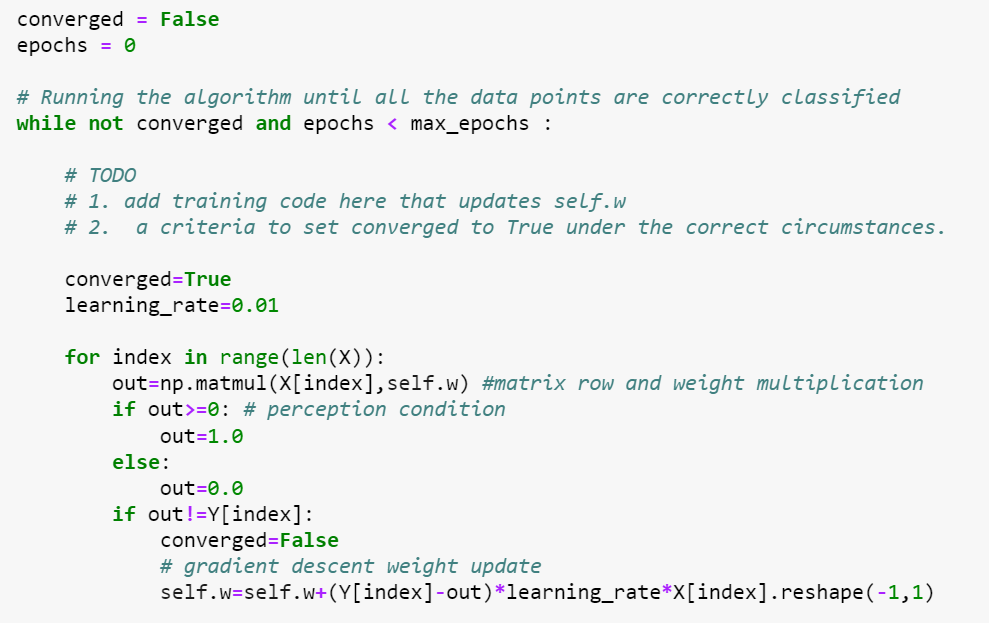 converged = False
epochs = 0
# Running the algorithm until all the data points are correctly classified
while not converged and epochs < max_epochs :
# TODO
# 1. add training code here that updates self.w
# 2.  a criteria to set converged to True under the correct circumstances.
converged=True
learning_rate=0.01
for index in range(len(X)):
out=np.matmul(X[index],self.w) #matrix row and weight multiplication
if out>=0: # perception condition
out=1.0
else:
out=0.0
if out!=Y[index]:
converged=False
# gradient descent weight update
self.w=self.w+(Y[index]-out)*learning_rate*X[index].reshape(-1,1)